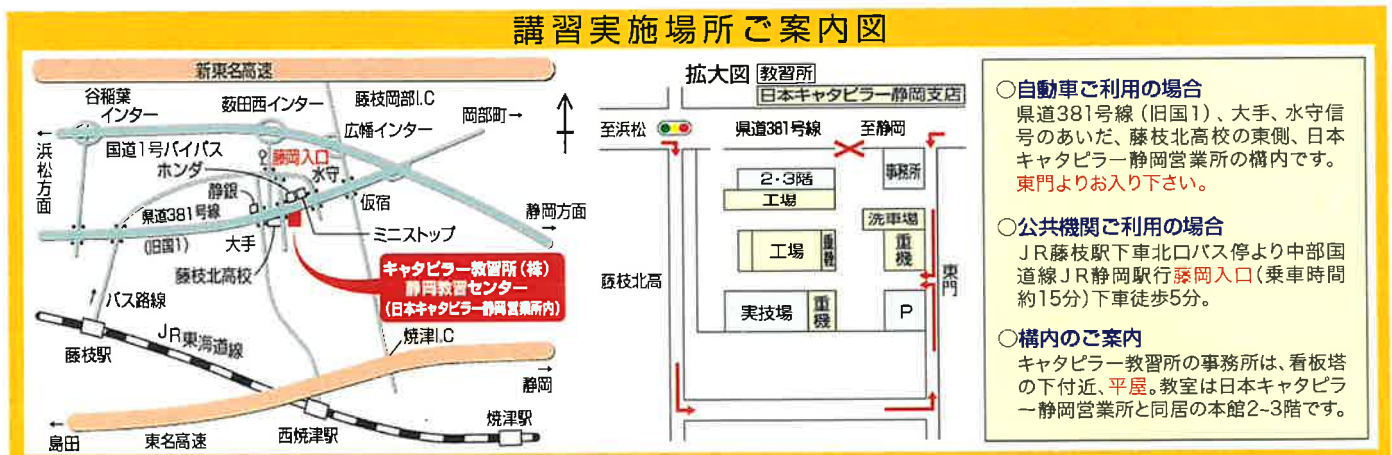 講習実施場所ご案内図
新東名高速
谷稲葉
インター
薮田西インター
藤枝岡部I.C
岡部町→
広幡インター
←浜松方面
国道1号バイパス
藤岡入口
ホンダ
水守
静銀
仮宿
県道381号線
(旧国1)
大手
ミニストップ
静岡方面
→
藤枝北高校
キャタピラー教習所(株)
静岡教習センター
(日本キャタピラー静岡営業所内)
バス路線
JR東海道線
藤枝駅
焼津I.C
→
静岡
←
島田
東名高速
西焼津駅
焼津駅
拡大図
教習所
日本キャタピラー静岡支店
至浜松
県道381号線
至静岡
2・3階
工場
事務所
洗車場
工場
重機
重機
藤枝北高
東門
実技場
重機
P
○自動車ご利用の場合
県道381号線(旧国1)、大手、水守信
号のあいだ、藤枝北高校の東側、日本
キャタピラー静岡営業所の構内です。
東門よりお入り下さい。
○公共機関ご利用の場合
JR藤枝駅下車北口バス停より中部国
道線JR静岡駅行藤岡入口(乗車時間
約15分)下車徒歩5分。
○構内のご案内
キャタピラー教習所の事務所は、看板塔
の下付近、平屋。教室は日本キャタピラ
ー静岡営業所と同居の本館2~3階です。